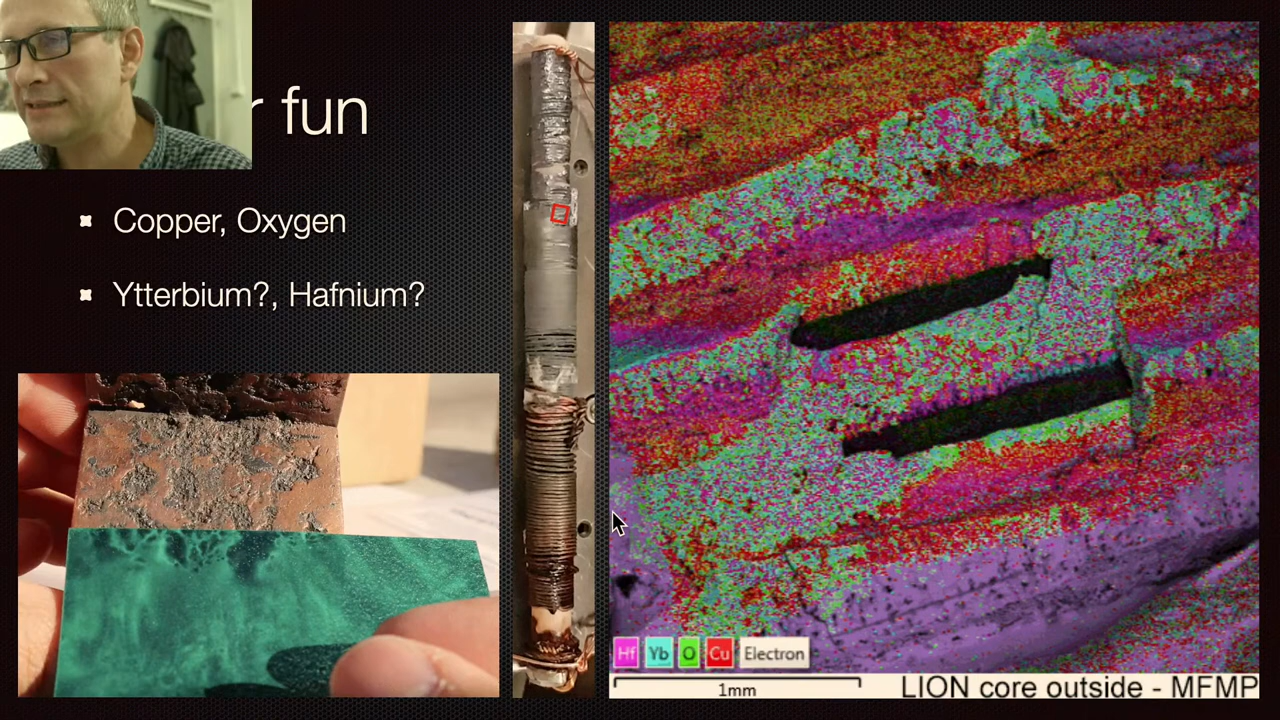 fun
Copper, Oxygen
Ytterbium?, Hafnium?
Hf Yb O Cu Electron
1mm
LION core outside - MFMP